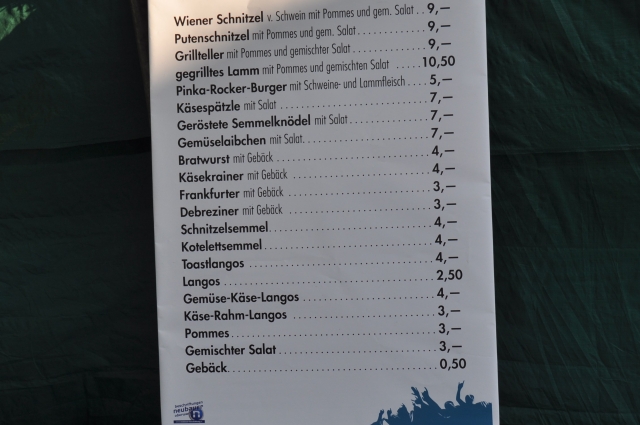 Wiener Schnitzel v. Schwein mit Pommes und gem. Salat . . 9,—
Putenschnitzel mit Pommes und gem. Salat . . . . . . . . . . . . . 9,—
Grillteller mit Pommes und gemischter Salat . . . . . . . . . . . . . . 9,—
gegrilltes Lamm mit Pommes und gemischten Salat . . . . . 10,50
Pinka-Rocker-Burger mit Schweine- und Lammfleisch . . . . 5,—
Käsespätzle mit Salat . . . . . . . . . . . . . . . . . . . . . . . . . . . 7,—
Geröstete Semmelknödel mit Salat . . . . . . . . . . . . . . . 7,—
Gemüselaibchen mit Salat. . . . . . . . . . . . . . . . . . . . . . . 7,—
Bratwurst mit Gebäck . . . . . . . . . . . . . . . . . . . . . . . . . . . 4,—
Käsekrainer mit Gebäck . . . . . . . . . . . . . . . . . . . . . . . . . 4,—
Frankfurter mit Gebäck . . . . . . . . . . . . . . . . . . . . . . . . . . 3,—
Debreziner mit Gebäck . . . . . . . . . . . . . . . . . . . . . . . . . . 3,—
Schnitzelsemmel. . . . . . . . . . . . . . . . . . . . . . . . . . . . . . 4,—
Kotelettsemmel. . . . . . . . . . . . . . . . . . . . . . . . . . . . . . . 4,—
Toastlangos . . . . . . . . . . . . . . . . . . . . . . . . . . . . . . . . . 4,—
Langos . . . . . . . . . . . . . . . . . . . . . . . . . . . . . . . . . . . . . 2,50
Gemüse-Käse-Langos . . . . . . . . . . . . . . . . . . . . . . . . 4,—
Käse-Rahm-Langos . . . . . . . . . . . . . . . . . . . . . . . . . . 3,—
Pommes. . . . . . . . . . . . . . . . . . . . . . . . . . . . . . . . . . . . 3,—
Gemischter Salat . . . . . . . . . . . . . . . . . . . . . . . . . . . . 3,—
Gebäck. . . . . . . . . . . . . . . . . . . . . . . . . . . . . . . . . . . . . 0,50
neubauer